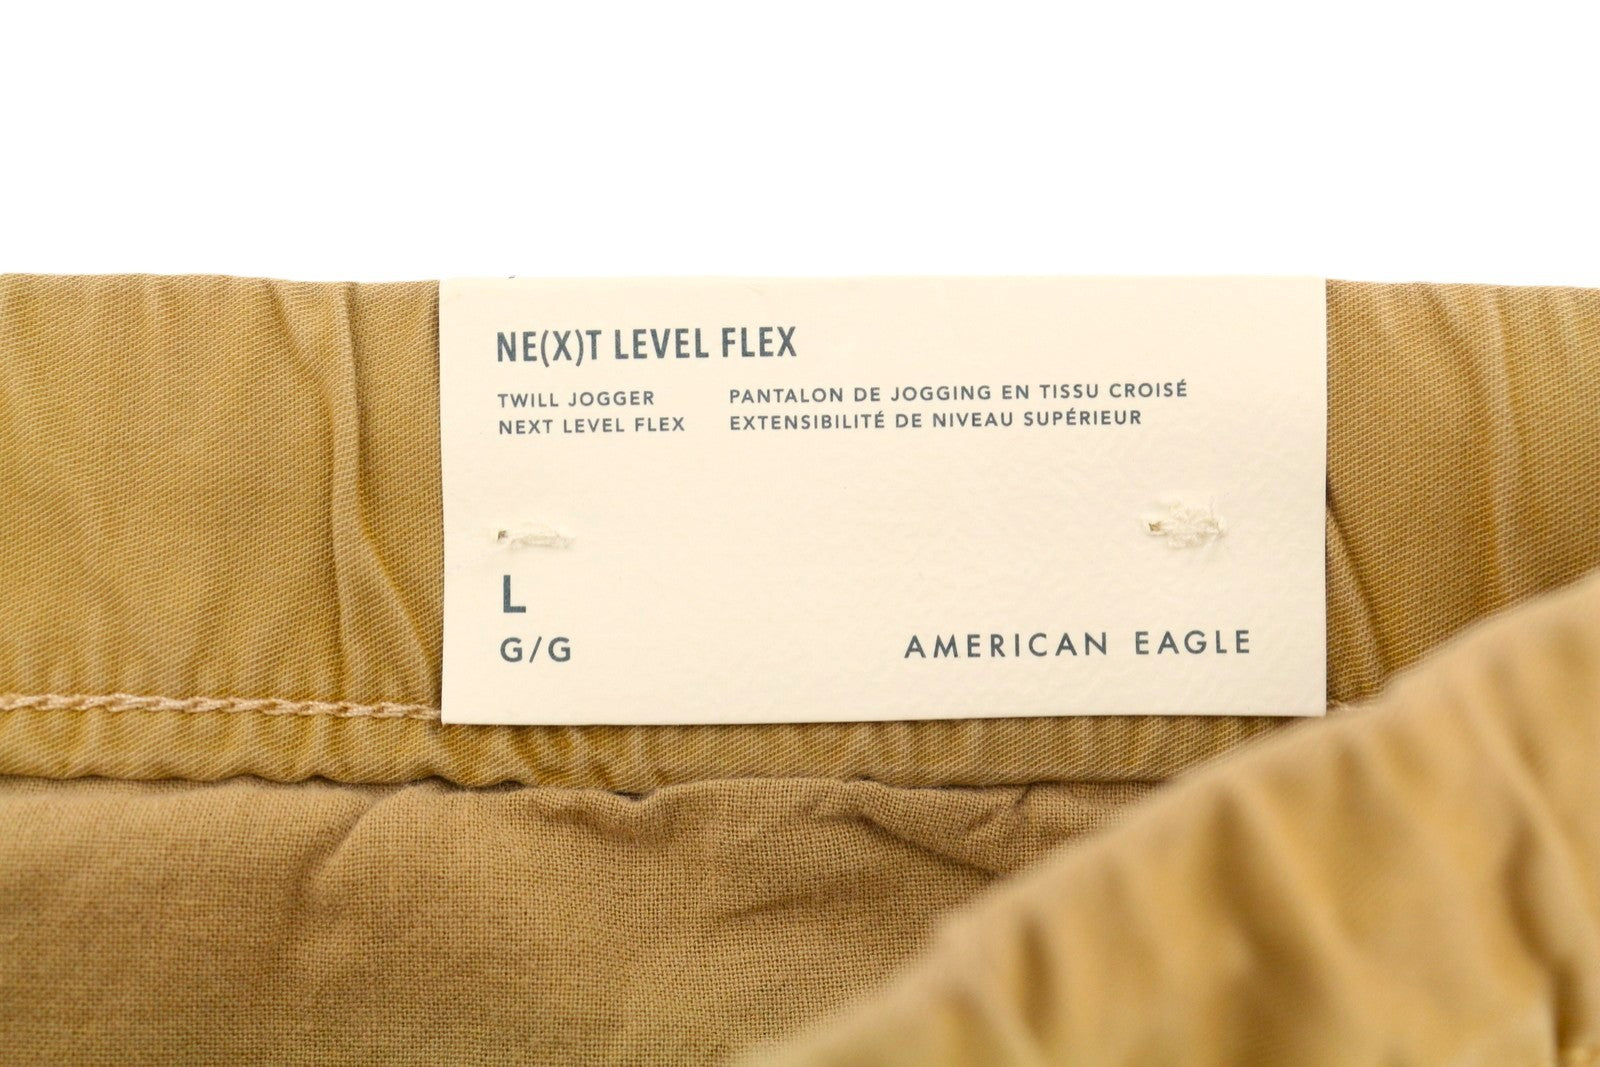 NE(X)T LEVEL FLEX
TWILL JOGGER
NEXT LEVEL FLEX
PANTALON DE JOGGING EN TISSU CROISÉ
EXTENSIBILITÉ DE NIVEAU SUPÉRIEUR
L
G/G
AMERICAN EAGLE